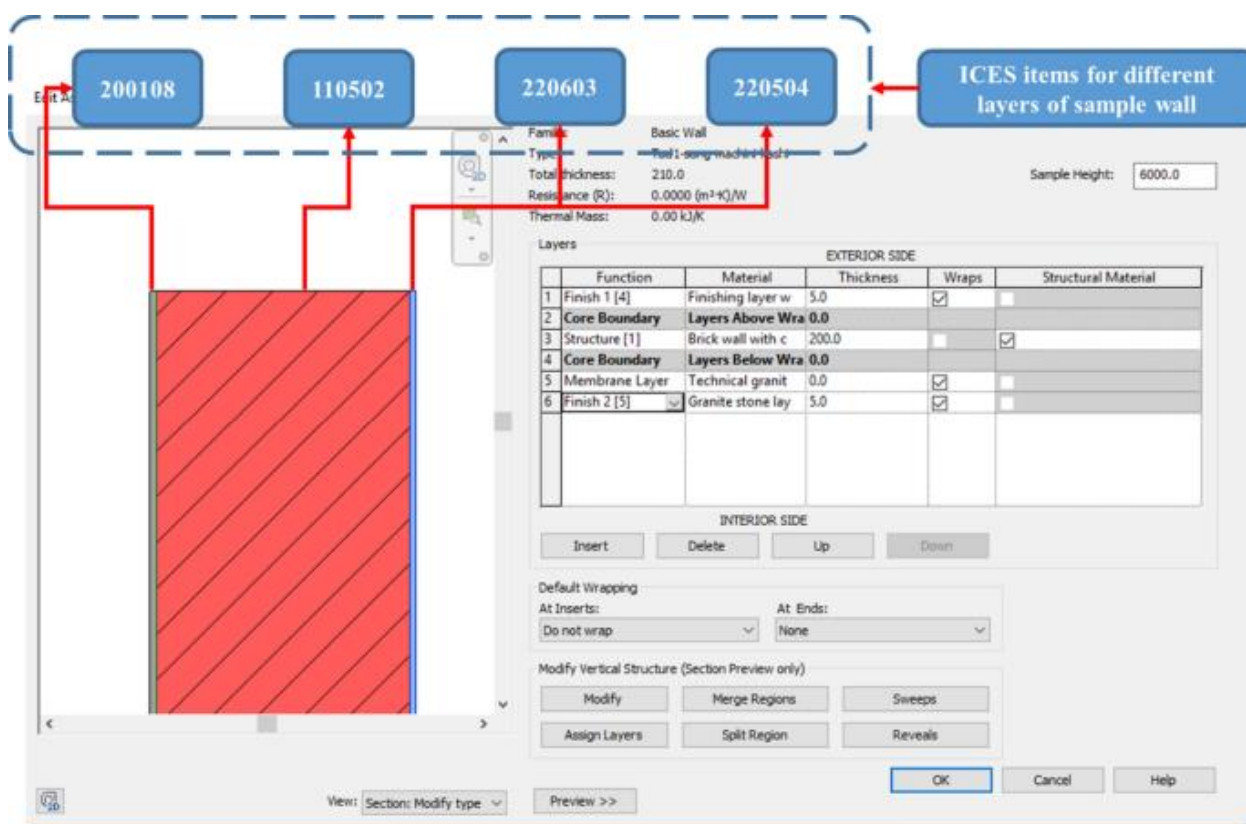 200108 110502 220603 220504
ICES items for different
layers of sample wall
Edit As
Family: Basic Wall
Type:
Total thickness: 210.0
Resistance (R): 0.0000 (m²·K)/W
Thermal Mass: 0.00 kJ/K
Sample Height: 6000.0
Layers
EXTERIOR SIDE
Function Material Thickness Wraps Structural Material
1 Finish 1 [4] Finishing layer w 5.0
2 Core Boundary Layers Above Wra 0.0
3 Structure [1] Brick wall with c 200.0
4 Core Boundary Layers Below Wra 0.0
5 Membrane Layer Technical granit 0.0
6 Finish 2 [5] Granite stone lay 5.0
INTERIOR SIDE
Insert Delete Up Down
Default Wrapping
At Inserts: At Ends:
Do not wrap None
Modify Vertical Structure (Section Preview only)
Modify Merge Regions Sweeps
Assign Layers Split Region Reveals
OK Cancel Help
View: Section: Modify type Preview >>
2D
2D